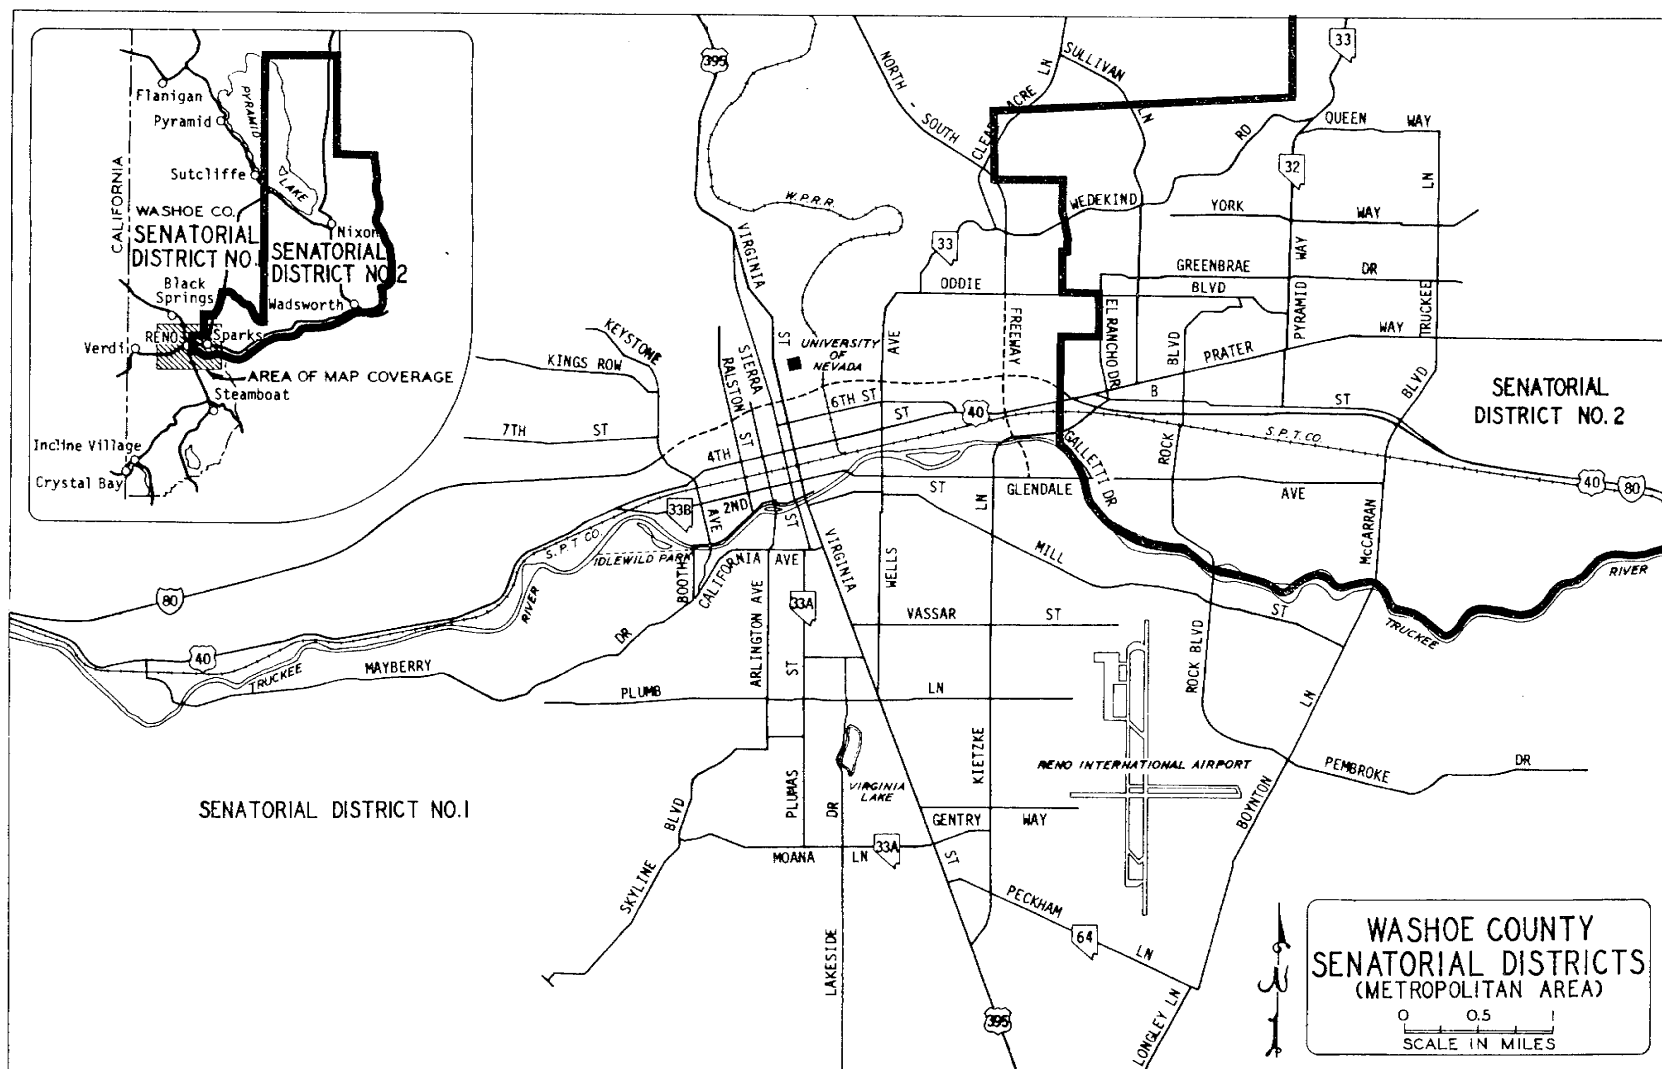 Flanigan
Pyramid
PYRAMID
Sutcliffe
LAKE
CALIFORNIA
WASHOE CO.
SENATORIAL
DISTRICT NO.1
Nixon
SENATORIAL
DISTRICT NO.2
Black
Springs
Wadsworth
RENO
Sparks
Verdi
AREA OF MAP COVERAGE
Steamboat
Incline Village
Crystal Bay
395
NORTH - SOUTH
FREEWAY
CLEAR ACRE LN
SULLIVAN LN
33
QUEEN WAY
32
WEDEKIND RD
YORK WAY
W.P.R.R.
33
VIRGINIA ST
ODDIE BLVD
GREENBRAE DR
EL RANCHO DR
PYRAMID WAY
TRUCKEE LN
PRATER WAY
KEYSTONE
KINGS ROW
RALSTON ST
SIERRA
UNIVERSITY
OF
NEVADA
WELLS AVE
7TH ST
6TH ST
4TH ST
40
B ST
ROCK BLVD
SENATORIAL
DISTRICT NO.2
S.P.T. CO.
40
80
GALLETTI DR
GLENDALE AVE
ST
33B
2ND ST
S.P.T. CO.
IDLEWILD PARK
BOOTH
AVE
CALIFORNIA AVE
MILL ST
McCARRAN BLVD
TRUCKEE RIVER
80
40
TRUCKEE RIVER
MAYBERRY DR
ARLINGTON AVE
33A
VIRGINIA
VASSAR ST
ROCK BLVD
PLUMB LN
KIETZKE LN
PLUMAS ST
VIRGINIA
LAKE
RENO INTERNATIONAL AIRPORT
PEMBROKE DR
BOYNTON LN
SENATORIAL DISTRICT NO.1
SKYLINE BLVD
GENTRY WAY
MOANA LN
33A
ST
LAKESIDE DR
PECKHAM LN
64
395
LONGLEY LN
WASHOE COUNTY
SENATORIAL DISTRICTS
(METROPOLITAN AREA)
0 0.5 1
SCALE IN MILES